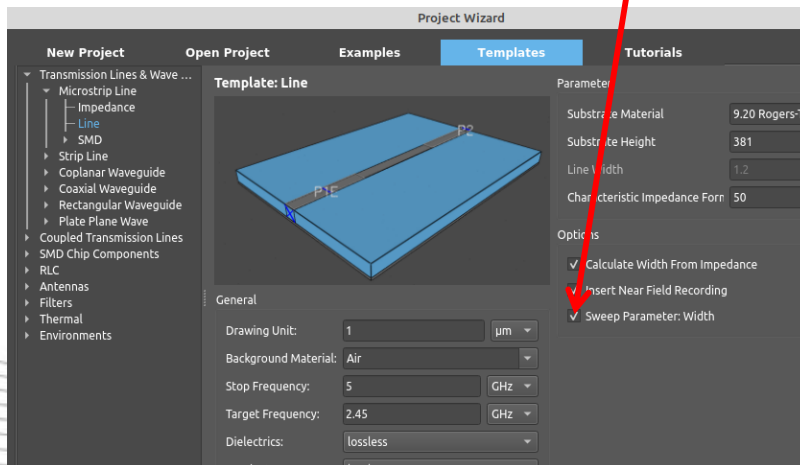 Project Wizard
New Project Open Project Examples Templates Tutorials
Transmission Lines & Wave ...
Microstrip Line
Impedance
Line
SMD
Strip Line
Coplanar Waveguide
Coaxial Waveguide
Rectangular Waveguide
Plate Plane Wave
Coupled Transmission Lines
SMD Chip Components
RLC
Antennas
Filters
Thermal
Environments
Template: Line
P2
P1E
General
Drawing Unit: 1 µm
Background Material: Air
Stop Frequency: 5 GHz
Target Frequency: 2.45 GHz
Dielectrics: lossless
Parameter
Substrate Material 9.20 Rogers-T
Substrate Height 381
Line Width 1.2
Characteristic Impedance Forr 50
Options
Calculate Width From Impedance
Insert Near Field Recording
Sweep Parameter: Width